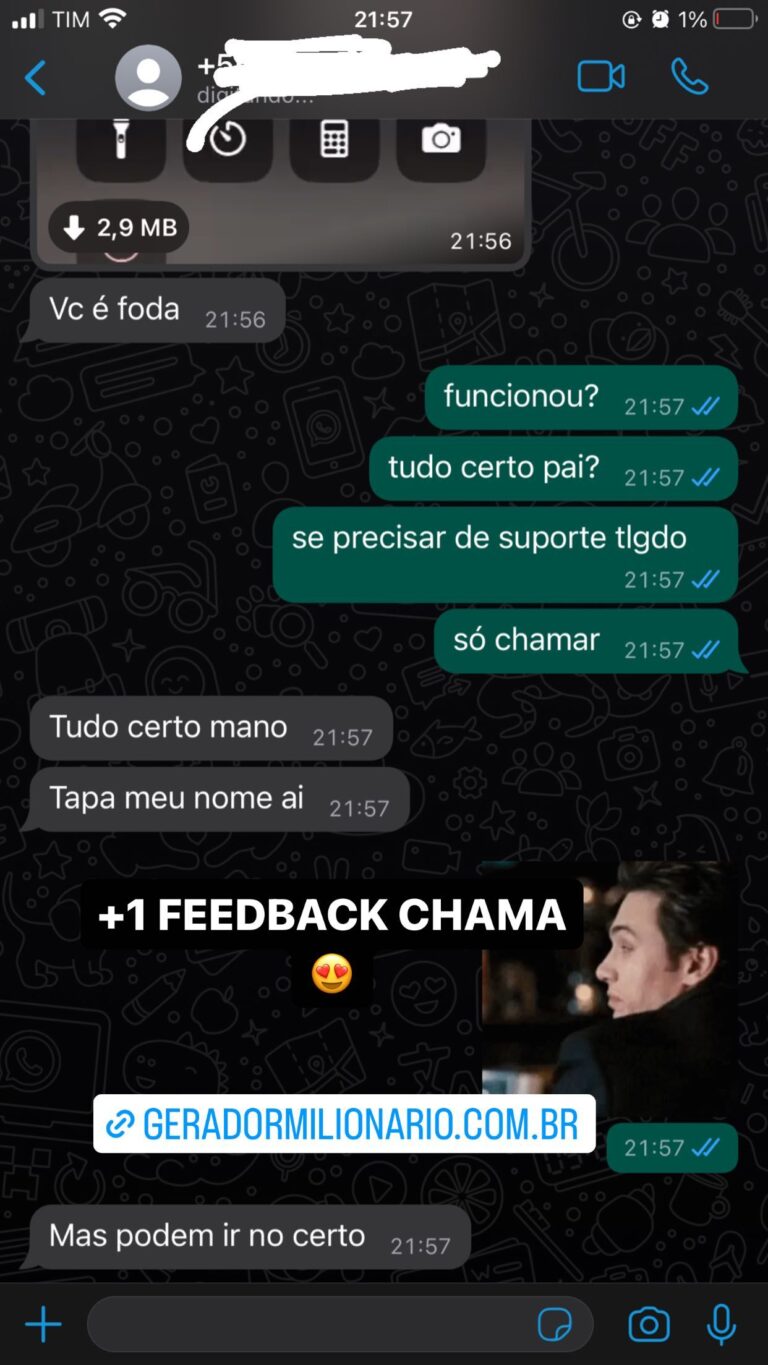 TIM
21:57
1%
2,9 MB
21:56
Vc é foda
21:56
funcionou?
21:57
tudo certo pai?
21:57
se precisar de suporte tlgdo
21:57
só chamar
21:57
Tudo certo mano
21:57
Tapa meu nome ai
21:57
+1 FEEDBACK CHAMA
😍
GERADORMILIONARIO.COM.BR
21:57
Mas podem ir no certo
21:57